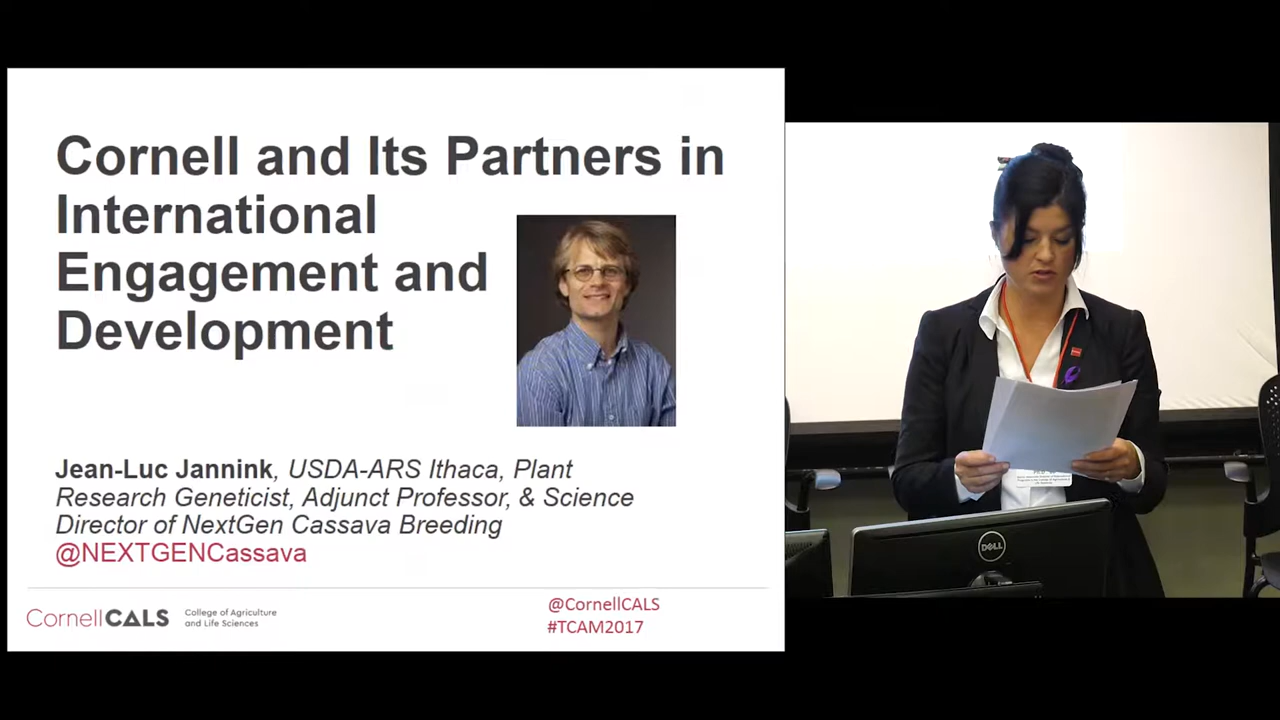 Cornell and Its Partners in
International
Engagement and
Development
Jean-Luc Jannink, USDA-ARS Ithaca, Plant
Research Geneticist, Adjunct Professor, & Science
Director of NextGen Cassava Breeding
@NEXTGENCassava
CornellCALS
College of Agriculture
and Life Sciences
@CornellCALS
#TCAM2017
DELL